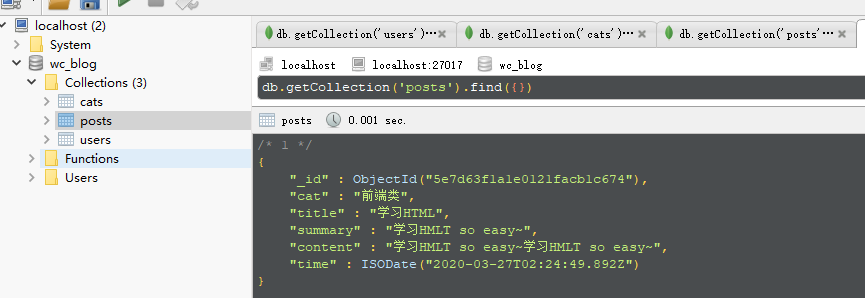 localhost (2)
System
wc_blog
Collections (3)
cats
posts
users
Functions
Users
db.getCollection('users')···
db.getCollection('cats')···
db.getCollection('posts'···
localhost localhost:27017 wc_blog
db.getCollection('posts').find({})
posts 0.001 sec.
/* 1 */
{
"_id" : ObjectId("5e7d63f1a1e0121facb1c674"),
"cat" : "前端类",
"title" : "学习HTML",
"summary" : "学习HMLT so easy~",
"content" : "学习HMLT so easy~学习HMLT so easy~",
"time" : ISODate("2020-03-27T02:24:49.892Z")
}